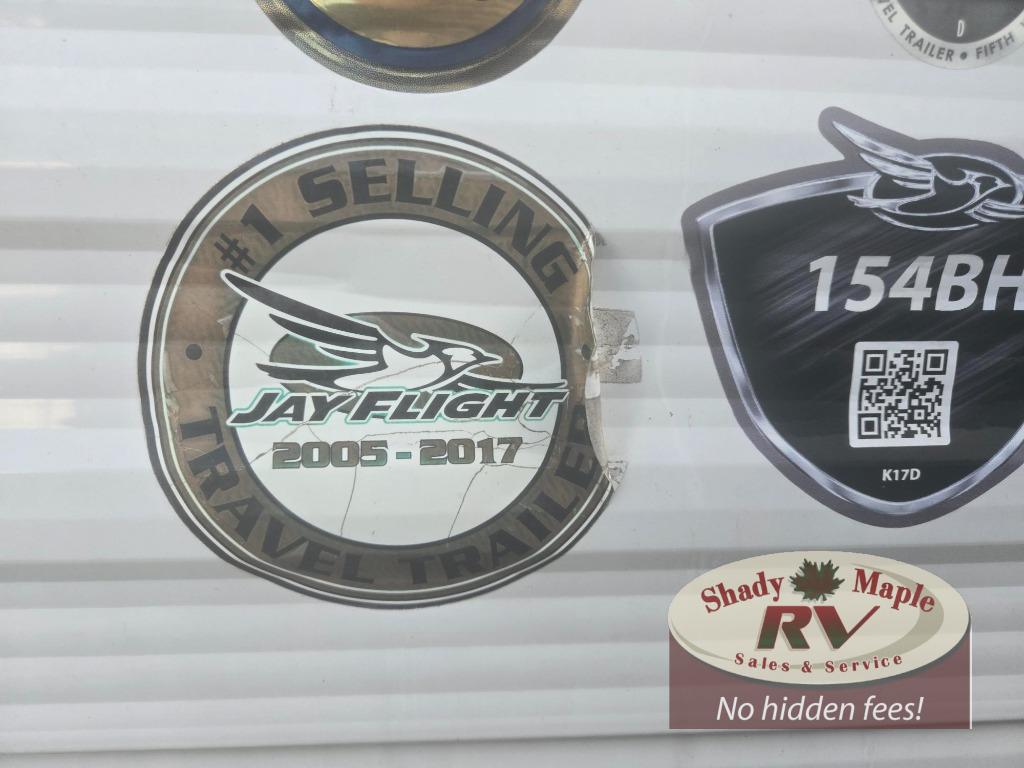 D
TRAILER • FIFTH
#1 SELLING
JAY FLIGHT
2005 - 2017
• TRAVEL TRAILER •
154BH
K17D
Shady Maple
RV
Sales & Service
No hidden fees!